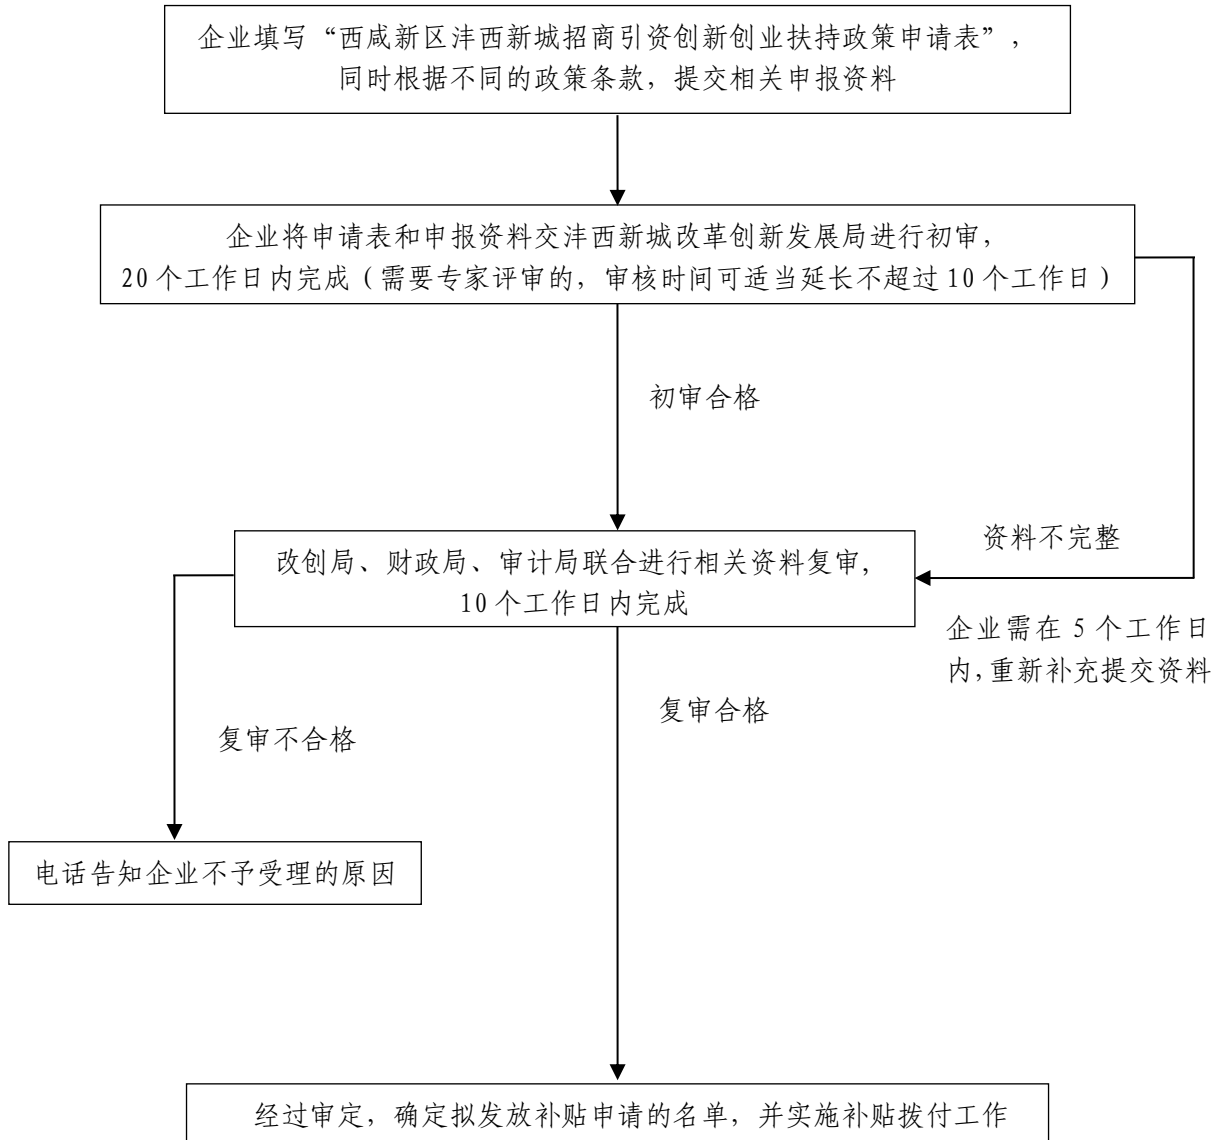 企业填写“西咸新区沣西新城招商引资创新创业扶持政策申请表”，
同时根据不同的政策条款，提交相关申报资料
企业将申请表和申报资料交沣西新城改革创新发展局进行初审，
20个工作日内完成（需要专家评审的，审核时间可适当延长不超过10个工作日）
初审合格
资料不完整
改创局、财政局、审计局联合进行相关资料复审，
10个工作日内完成
企业需在 5 个工作日
内，重新补充提交资料
复审合格
复审不合格
电话告知企业不予受理的原因
经过审定，确定拟发放补贴申请的名单，并实施补贴拨付工作